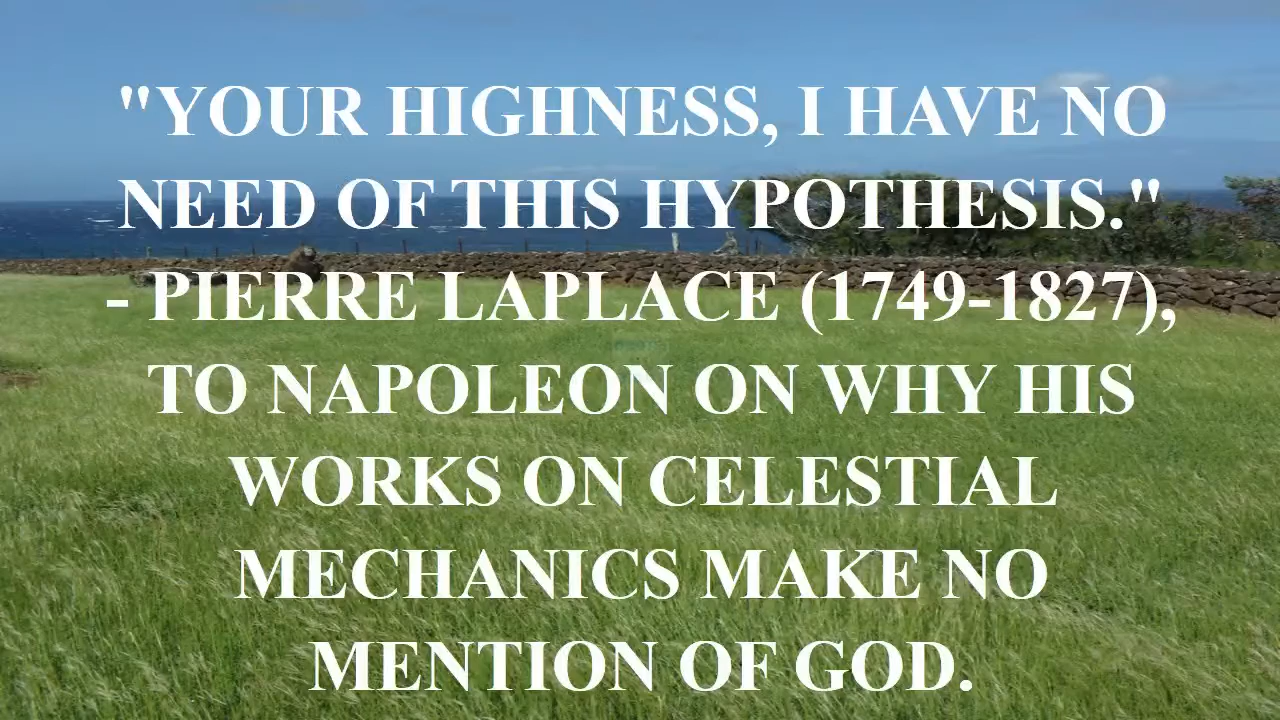 "YOUR HIGHNESS, I HAVE NO
NEED OF THIS HYPOTHESIS."
- PIERRE LAPLACE (1749-1827),
TO NAPOLEON ON WHY HIS
WORKS ON CELESTIAL
MECHANICS MAKE NO
MENTION OF GOD.